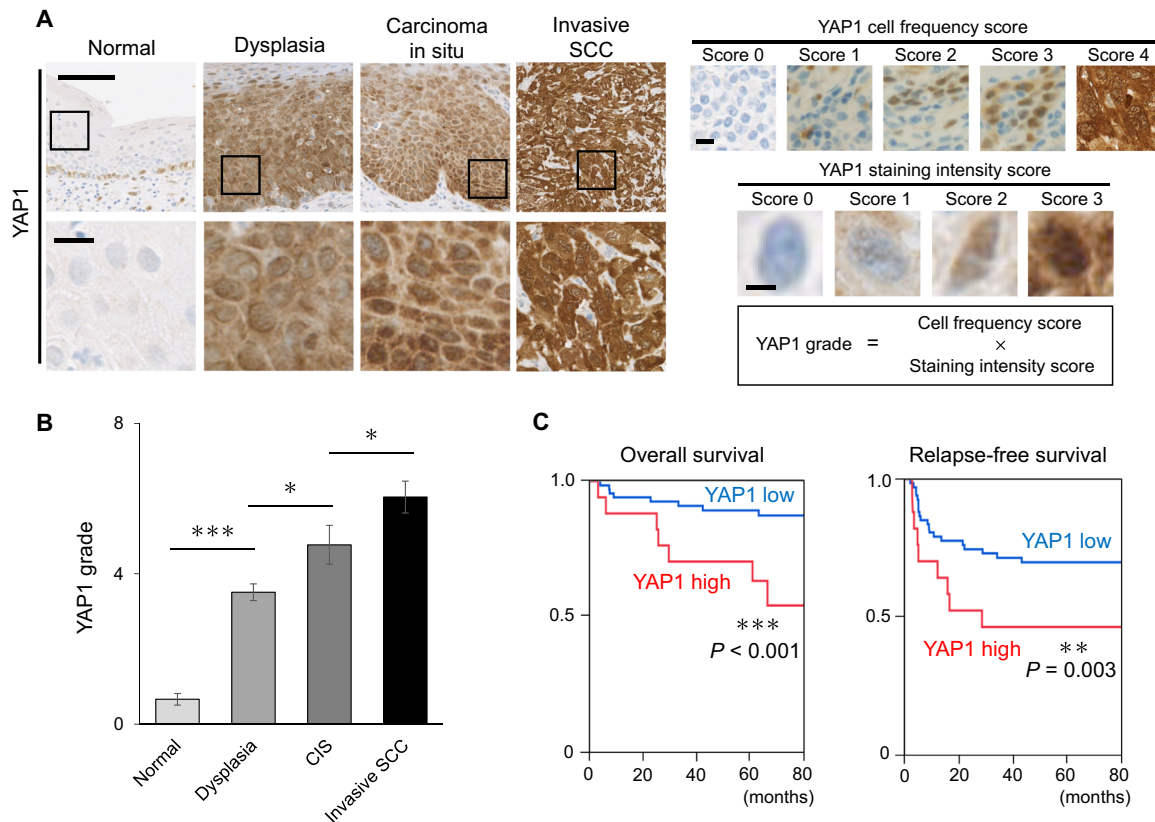 A
Normal
Dysplasia
Carcinoma
in situ
Invasive
SCC
YAP1
YAP1 cell frequency score
Score 0 Score 1 Score 2 Score 3 Score 4
YAP1 staining intensity score
Score 0 Score 1 Score 2 Score 3
YAP1 grade = Cell frequency score
×
Staining intensity score
B
YAP1 grade
8
4
0
***
*
*
Normal
Dysplasia
CIS
Invasive SCC
C
Overall survival
1.0
0.5
0
YAP1 low
YAP1 high
***
P < 0.001
0 20 40 60 80
(months)
Relapse-free survival
1.0
0.5
0
YAP1 low
YAP1 high
**
P = 0.003
0 20 40 60 80
(months)